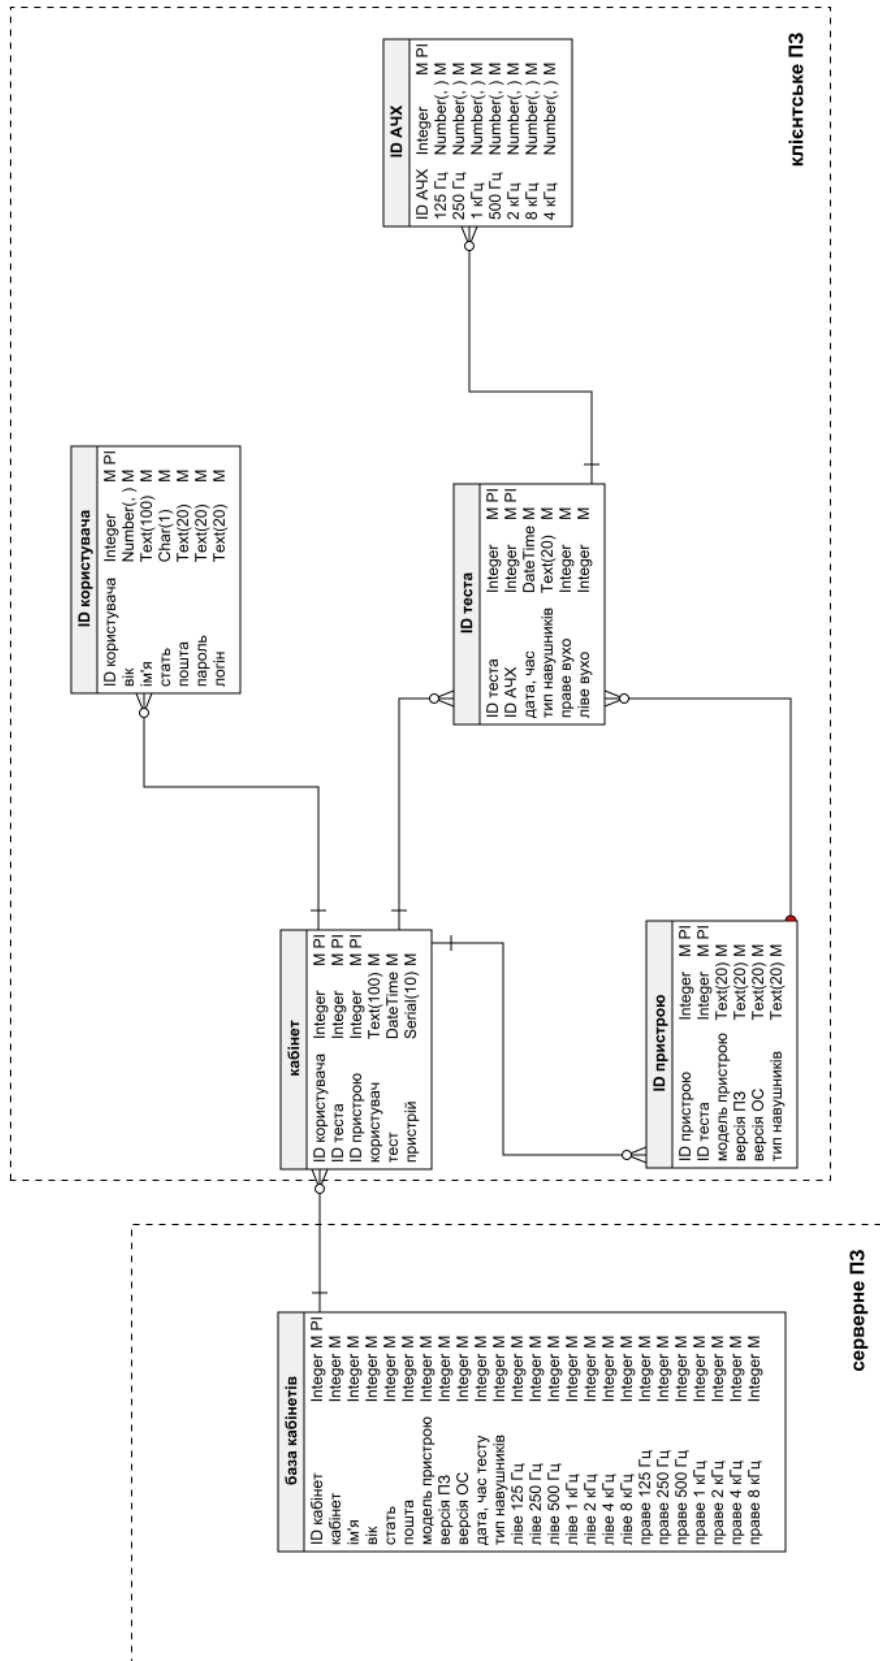 база кабінетів
ID кабінет Integer M PI
кабінет Integer M
ім'я Integer M
вік Integer M
стать Integer M
пошта Integer M
модель пристрою Integer M
версія ПЗ Integer M
версія ОС Integer M
дата, час тесту Integer M
тип навушників Integer M
ліве 125 Гц Integer M
ліве 250 Гц Integer M
ліве 500 Гц Integer M
ліве 1 кГц Integer M
ліве 2 кГц Integer M
ліве 4 кГц Integer M
ліве 8 кГц Integer M
праве 125 Гц Integer M
праве 250 Гц Integer M
праве 500 Гц Integer M
праве 1 кГц Integer M
праве 2 кГц Integer M
праве 4 кГц Integer M
праве 8 кГц Integer M
серверне ПЗ
кабінет
ID користувача Integer M PI
ID теста Integer M PI
ID пристрою Integer M PI
користувач Text(100) M
тест DateTime M
пристрій Serial(10) M
ID пристрою
ID пристрою Integer M PI
ID теста Integer M PI
модель пристрою Text(20) M
версія ПЗ Text(20) M
версія ОС Text(20) M
тип навушників Text(20) M
ID користувача
ID користувача Integer M PI
вік Number(, ) M
ім'я Text(100) M
стать Char(1) M
пошта Text(20) M
пароль Text(20) M
логін Text(20) M
ID теста
ID теста Integer M PI
ID АЧХ Integer M PI
дата, час DateTime M
тип навушників Text(20) M
праве вухо Integer M
ліве вухо Integer M
ID АЧХ
ID АЧХ Integer M PI
125 Гц Number(, ) M
250 Гц Number(, ) M
1 кГц Number(, ) M
500 Гц Number(, ) M
2 кГц Number(, ) M
8 кГц Number(, ) M
4 кГц Number(, ) M
клієнтське ПЗ